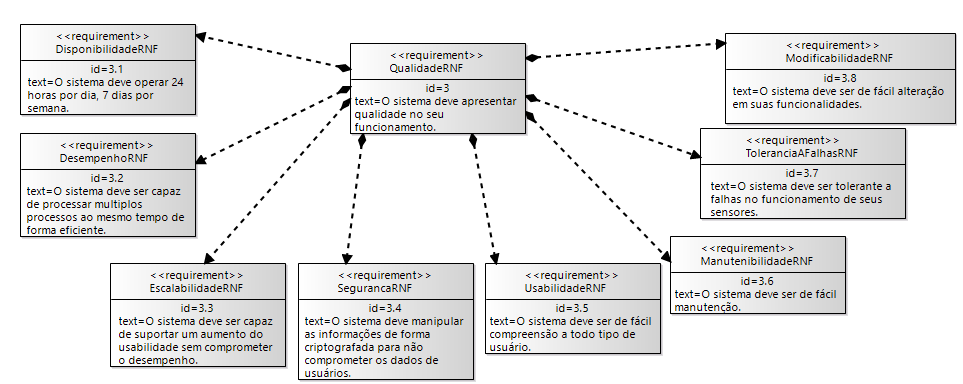 <<requirement>>
DisponibilidadeRNF
id=3.1
text=O sistema deve operar 24
horas por dia, 7 dias por
semana.
<<requirement>>
QualidadeRNF
id=3
text=O sistema deve apresentar
qualidade no seu
funcionamento.
<<requirement>>
ModificabilidadeRNF
id=3.8
text=O sistema deve ser de fácil alteração
em suas funcionalidades.
<<requirement>>
DesempenhoRNF
id=3.2
text=O sistema deve ser capaz
de processar multiplos
processos ao mesmo tempo de
forma eficiente.
<<requirement>>
ToleranciaAFalhasRNF
id=3.7
text=O sistema deve ser tolerante a
falhas no funcionamento de seus
sensores.
<<requirement>>
EscalabilidadeRNF
id=3.3
text=O sistema deve ser capaz
de suportar um aumento do
usabilidade sem comprometer
o desempenho.
<<requirement>>
SegurancaRNF
id=3.4
text=O sistema deve manipular
as informações de forma
criptografada para não
comprometer os dados de
usuários.
<<requirement>>
UsabilidadeRNF
id=3.5
text=O sistema deve ser de fácil
compreensão a todo tipo de
usuário.
<<requirement>>
ManutenibilidadeRNF
id=3.6
text=O sistema deve ser de fácil
manutenção.